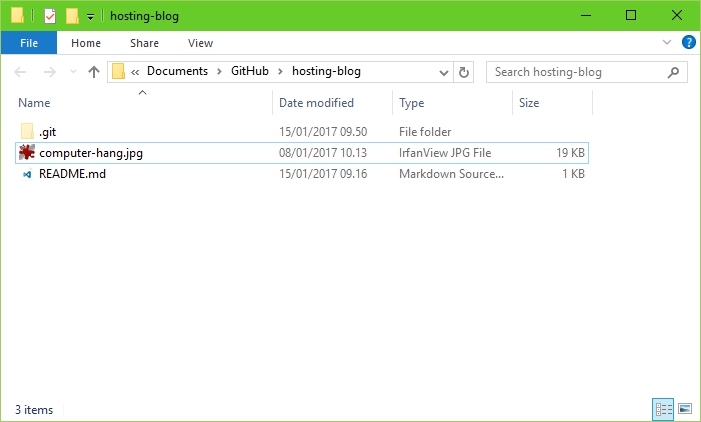 hosting-blog
File Home Share View
« Documents > GitHub > hosting-blog Search hosting-blog
Name Date modified Type Size
.git 15/01/2017 09.50 File folder
computer-hang.jpg 08/01/2017 10.13 IrfanView JPG File 19 KB
README.md 15/01/2017 09.16 Markdown Source... 1 KB
3 items